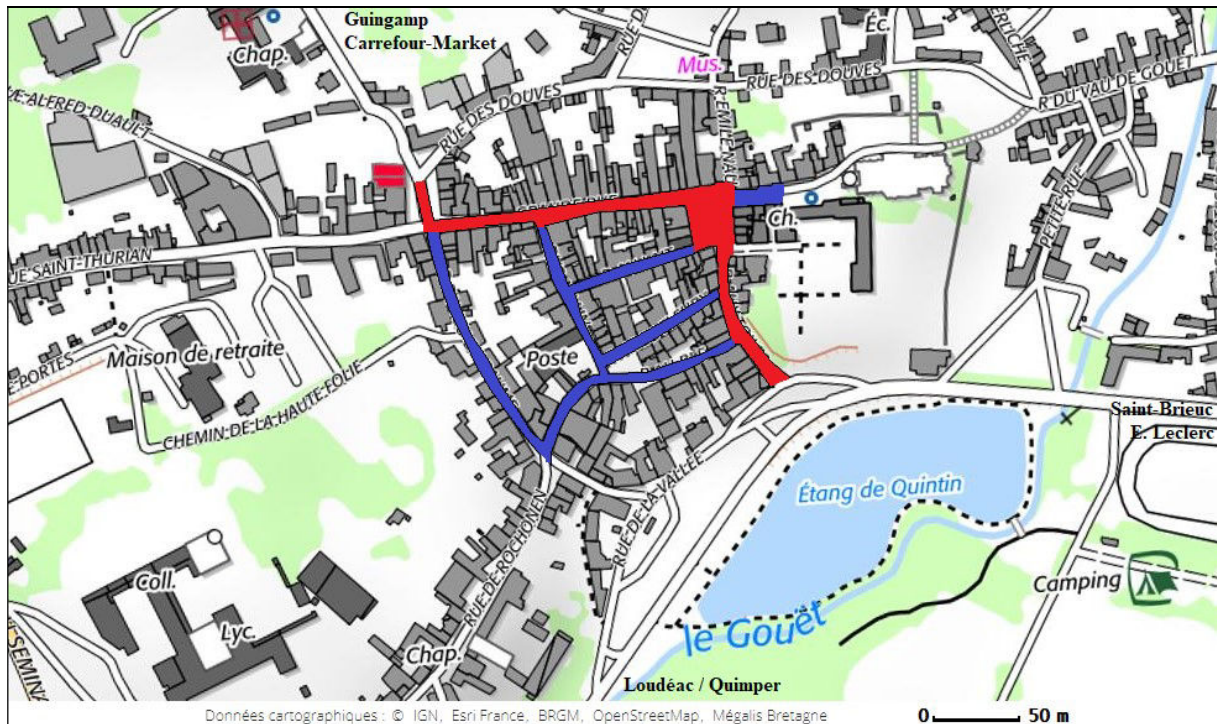 Guingamp
Carrefour-Market
Chap.
Éc.
Mus.
RUE DES DOUVES
RUE DES DOUVES
R DU VAU DE GOUET
RUE ALFRED DUAULT
R EMILE NAU
PETITE RUE
Ch.
RUE SAINT-THURIAN
Poste
Maison de retraite
CHEMIN DE LA HAUTE FOLIE
Saint-Brieuc
E. Leclerc
Étang de Quintin
RUE DE LA VALLÉE
RUE DE ROCHONEN
Coll.
Camping
Lyc.
le Gouët
Chap.
Loudéac / Quimper
Données cartographiques : © IGN, Esri France, BRGM, OpenStreetMap, Mégalis Bretagne
0 50 m